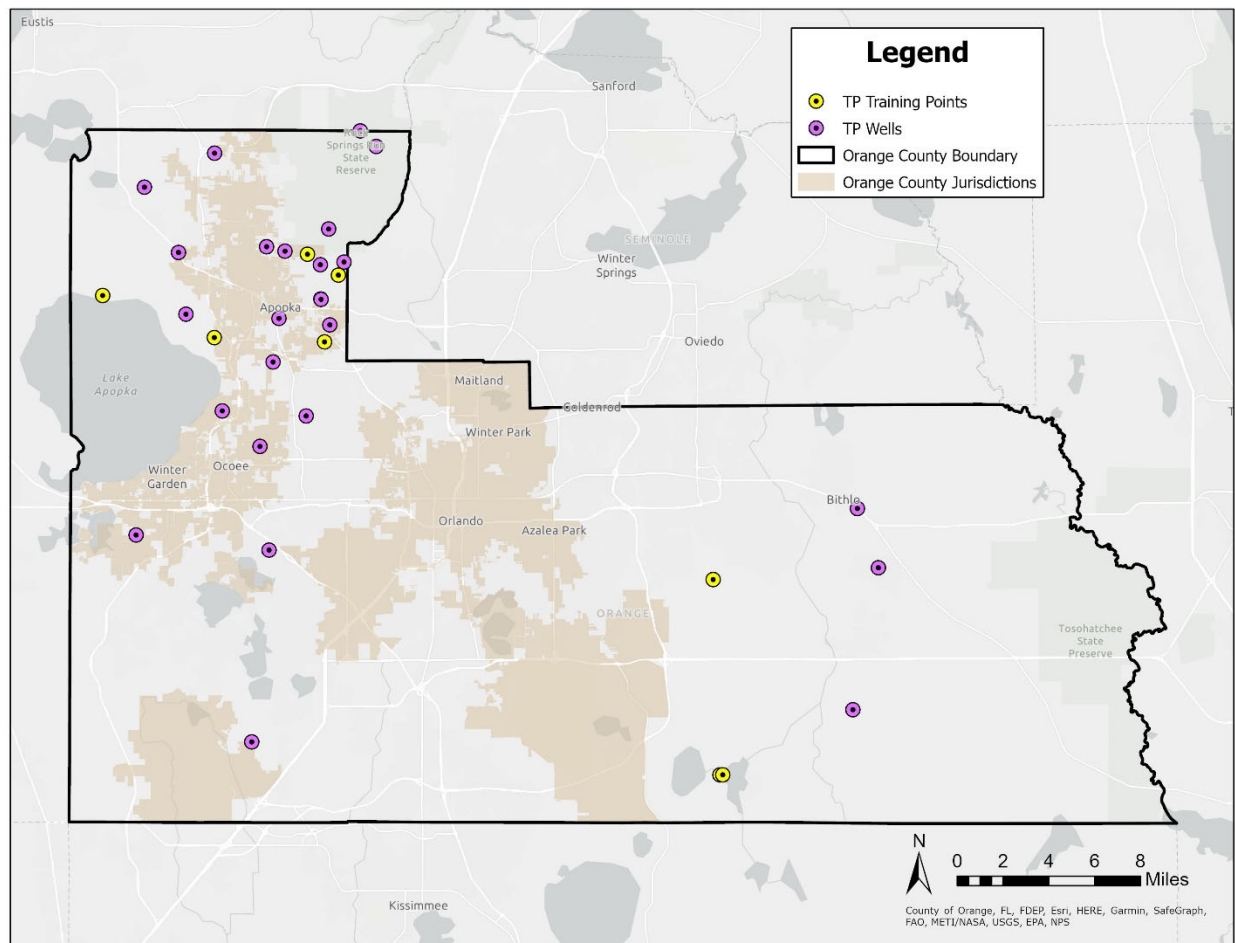 Eustis
Legend
TP Training Points
TP Wells
Orange County Boundary
Orange County Jurisdictions
Sanford
Springs Run
State
Reserve
SEMINOLE
Winter
Springs
Apopka
Oviedo
Lake
Apopka
Maitland
Goldenrod
Winter Park
Winter
Garden
Ocoee
Bithlo
Orlando
Azalea Park
ORANGE
Tosohatchee
State
Preserve
Kissimmee
N
0 2 4 6 8
Miles
County of Orange, FL, FDEP, Esri, HERE, Garmin, SafeGraph,
FAO, METI/NASA, USGS, EPA, NPS